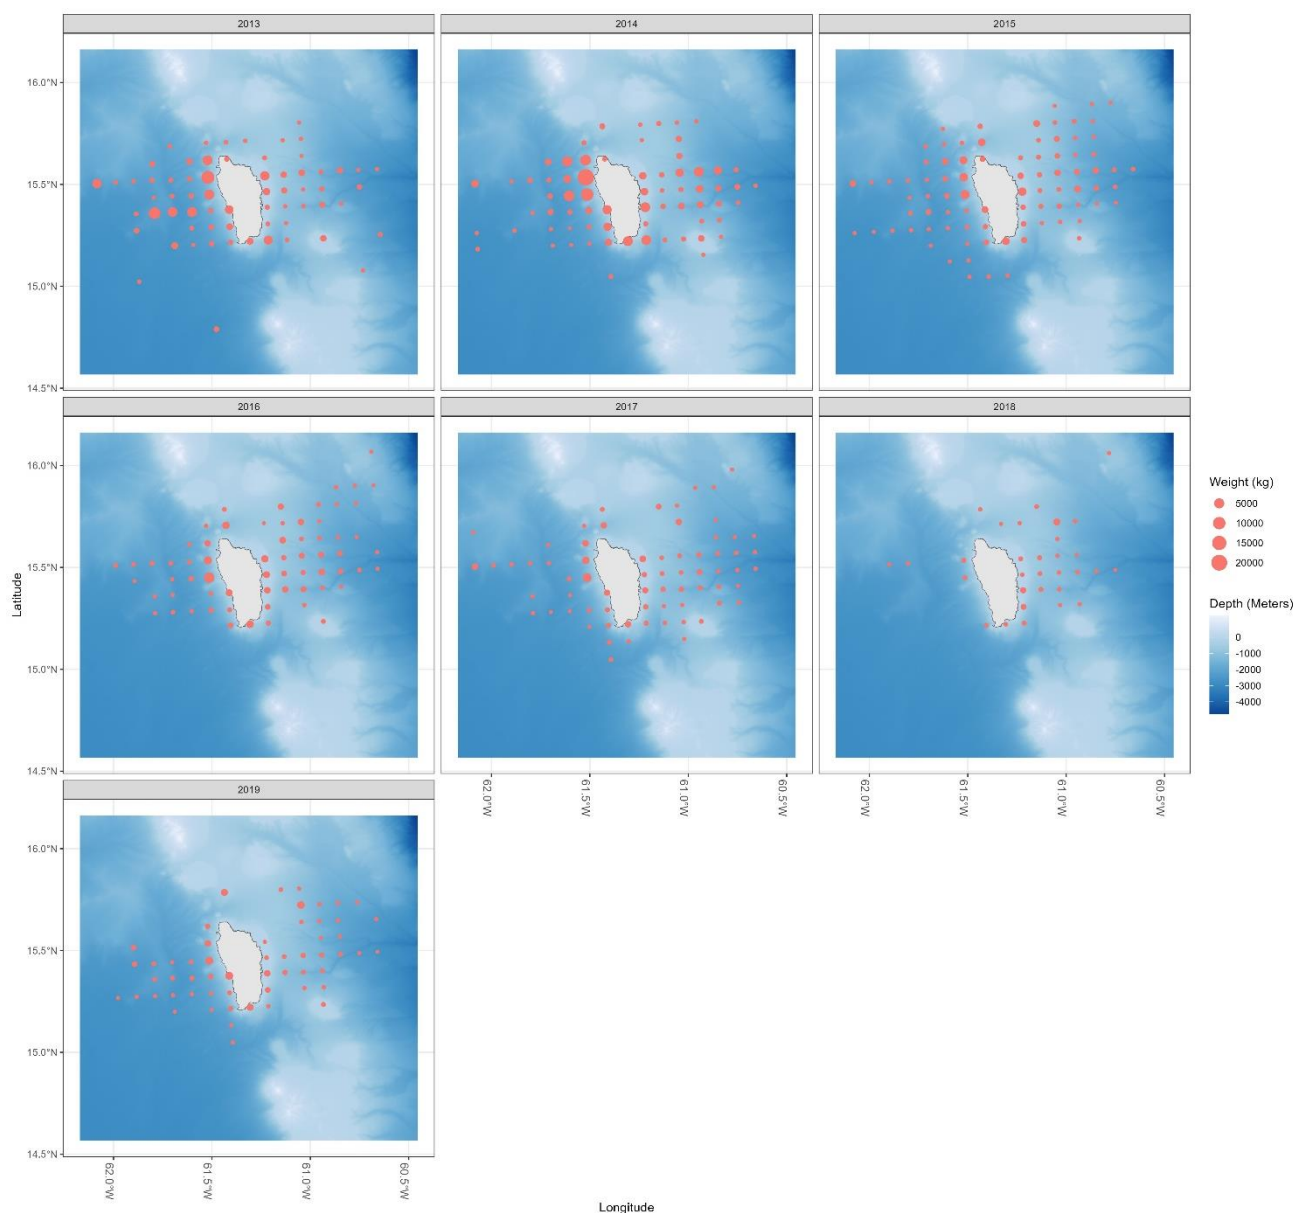 2013
2014
2015
16.0°N
15.5°N
15.0°N
14.5°N
2016
2017
2018
16.0°N
15.5°N
15.0°N
14.5°N
Latitude
Weight (kg)
5000
10000
15000
20000
Depth (Meters)
0
-1000
-2000
-3000
-4000
62.0°W
61.5°W
61.0°W
60.5°W
62.0°W
61.5°W
61.0°W
60.5°W
2019
16.0°N
15.5°N
15.0°N
14.5°N
62.0°W
61.5°W
61.0°W
60.5°W
Longitude